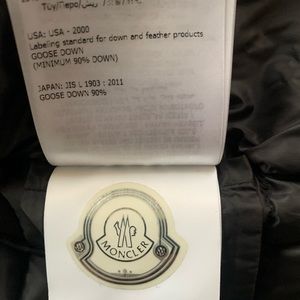 USA: USA - 2000
Labeling standard for down and feather products
GOOSE DOWN
(MINIMUM 90% DOWN)
JAPAN: JIS L 1903 : 2011
GOOSE DOWN 90%
MONCLER